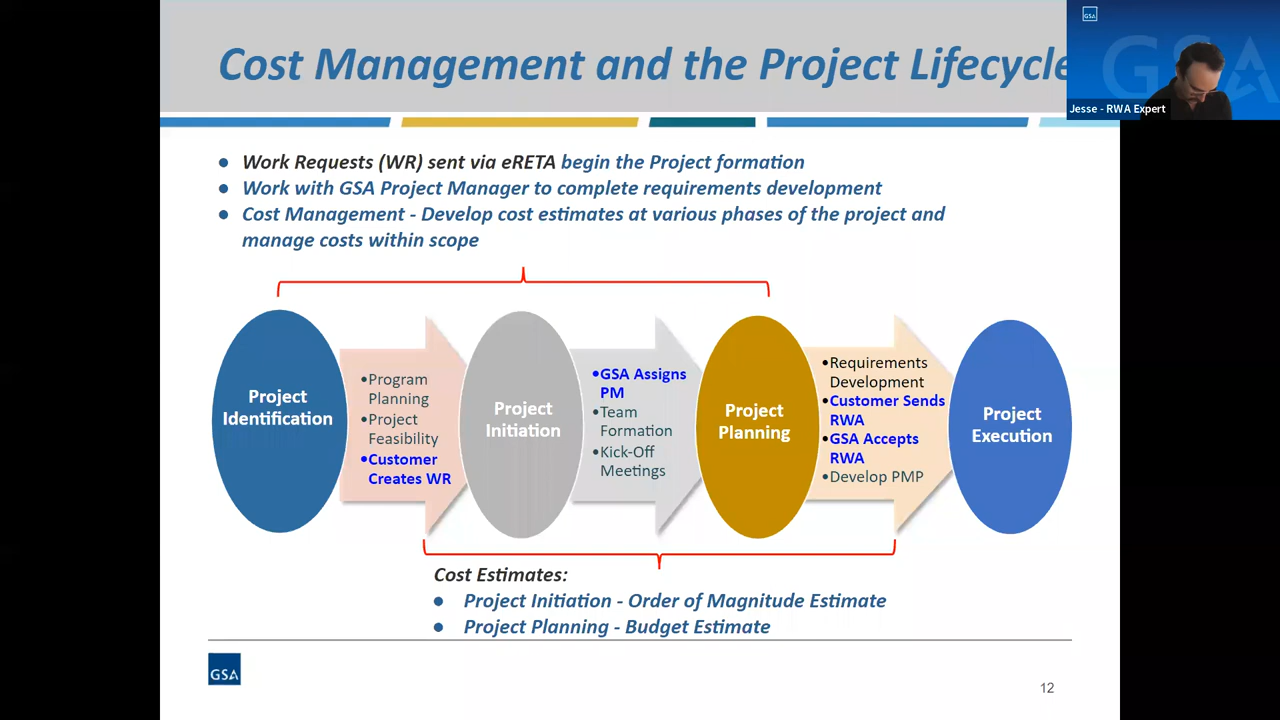 Cost Management and the Project Lifecycle
GSA
GSA
Jesse - RWA Expert
● Work Requests (WR) sent via eRETA begin the Project formation
● Work with GSA Project Manager to complete requirements development
● Cost Management - Develop cost estimates at various phases of the project and
manage costs within scope
Project
Identification
•Program
Planning
•Project
Feasibility
•Customer
Creates WR
Project
Initiation
•GSA Assigns
PM
•Team
Formation
•Kick-Off
Meetings
Project
Planning
•Requirements
Development
•Customer Sends
RWA
•GSA Accepts
RWA
•Develop PMP
Project
Execution
Cost Estimates:
● Project Initiation - Order of Magnitude Estimate
● Project Planning - Budget Estimate
GSA
12